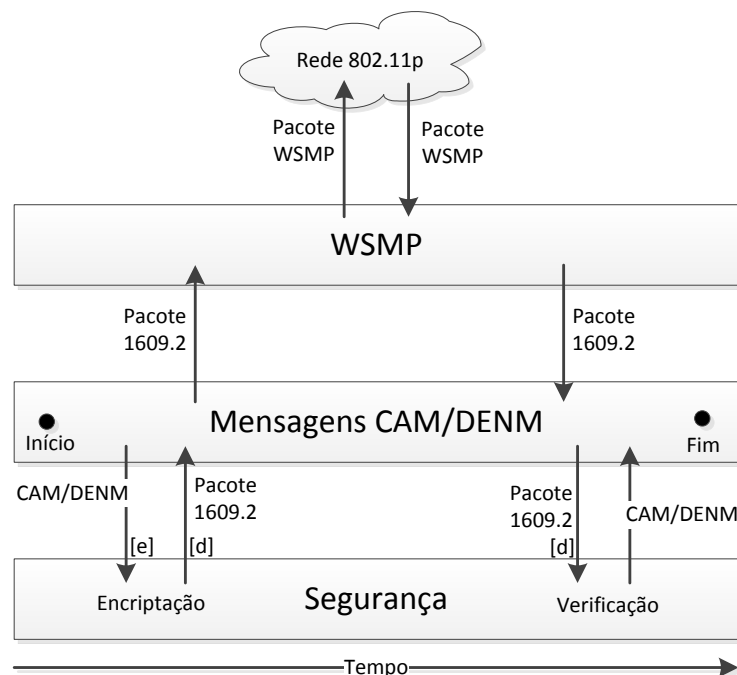 Rede 802.11p
Pacote
WSMP
Pacote
WSMP
WSMP
Pacote
1609.2
Pacote
1609.2
Mensagens CAM/DENM
Início
Fim
CAM/DENM
Pacote
1609.2
Pacote
1609.2
CAM/DENM
[e]
[d]
[d]
Encriptação
Segurança
Verificação
Tempo